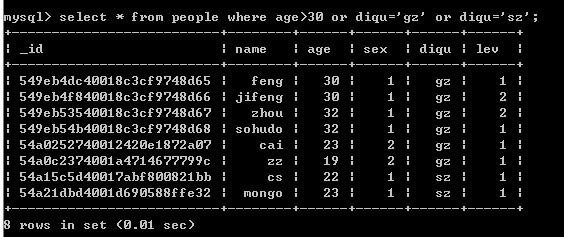 mysql> select * from people where age>30 or diqu='gz' or diqu='sz';
+--------------------------+--------+------+------+------+------+
| _id                      | name   | age  | sex  | diqu | lev  |
+--------------------------+--------+------+------+------+------+
| 549eb4dc40018c3cf9748d65 |   feng |   30 |    1 |   gz |    1 |
| 549eb4f840018c3cf9748d66 | jifeng |   30 |    1 |   gz |    2 |
| 549eb53540018c3cf9748d67 |   zhou |   32 |    1 |   gz |    2 |
| 549eb54b40018c3cf9748d68 | sohudo |   32 |    1 |   gz |    1 |
| 54a0252740012420e1872a07 |    cai |   23 |    2 |   gz |    1 |
| 54a0c2374001a4714677799c |     zz |   19 |    2 |   gz |    1 |
| 54a15c5d40017abf800821bb |     cs |   22 |    1 |   sz |    1 |
| 54a21dbd4001d690588ffe32 |  mongo |   23 |    1 |   sz |    1 |
+--------------------------+--------+------+------+------+------+
8 rows in set (0.01 sec)